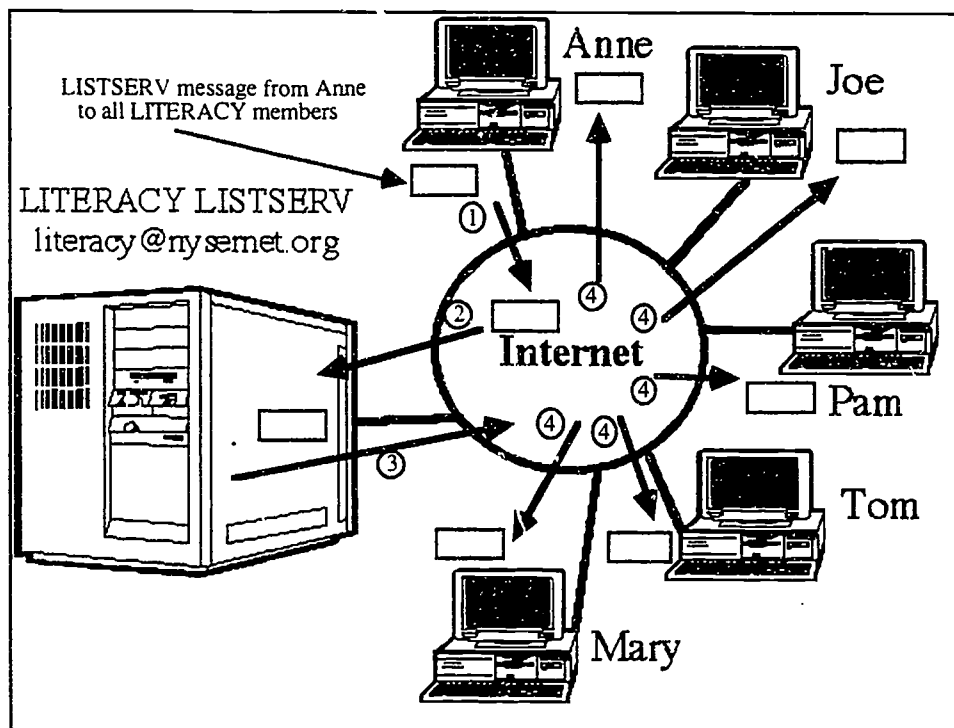 Anne
Joe
LISTSERV message from Anne
to all LITERACY members
LITERACY LISTSERV
literacy@nysernet.org
1
2
4
4
Internet
4
Pam
4
4
3
Tom
Mary